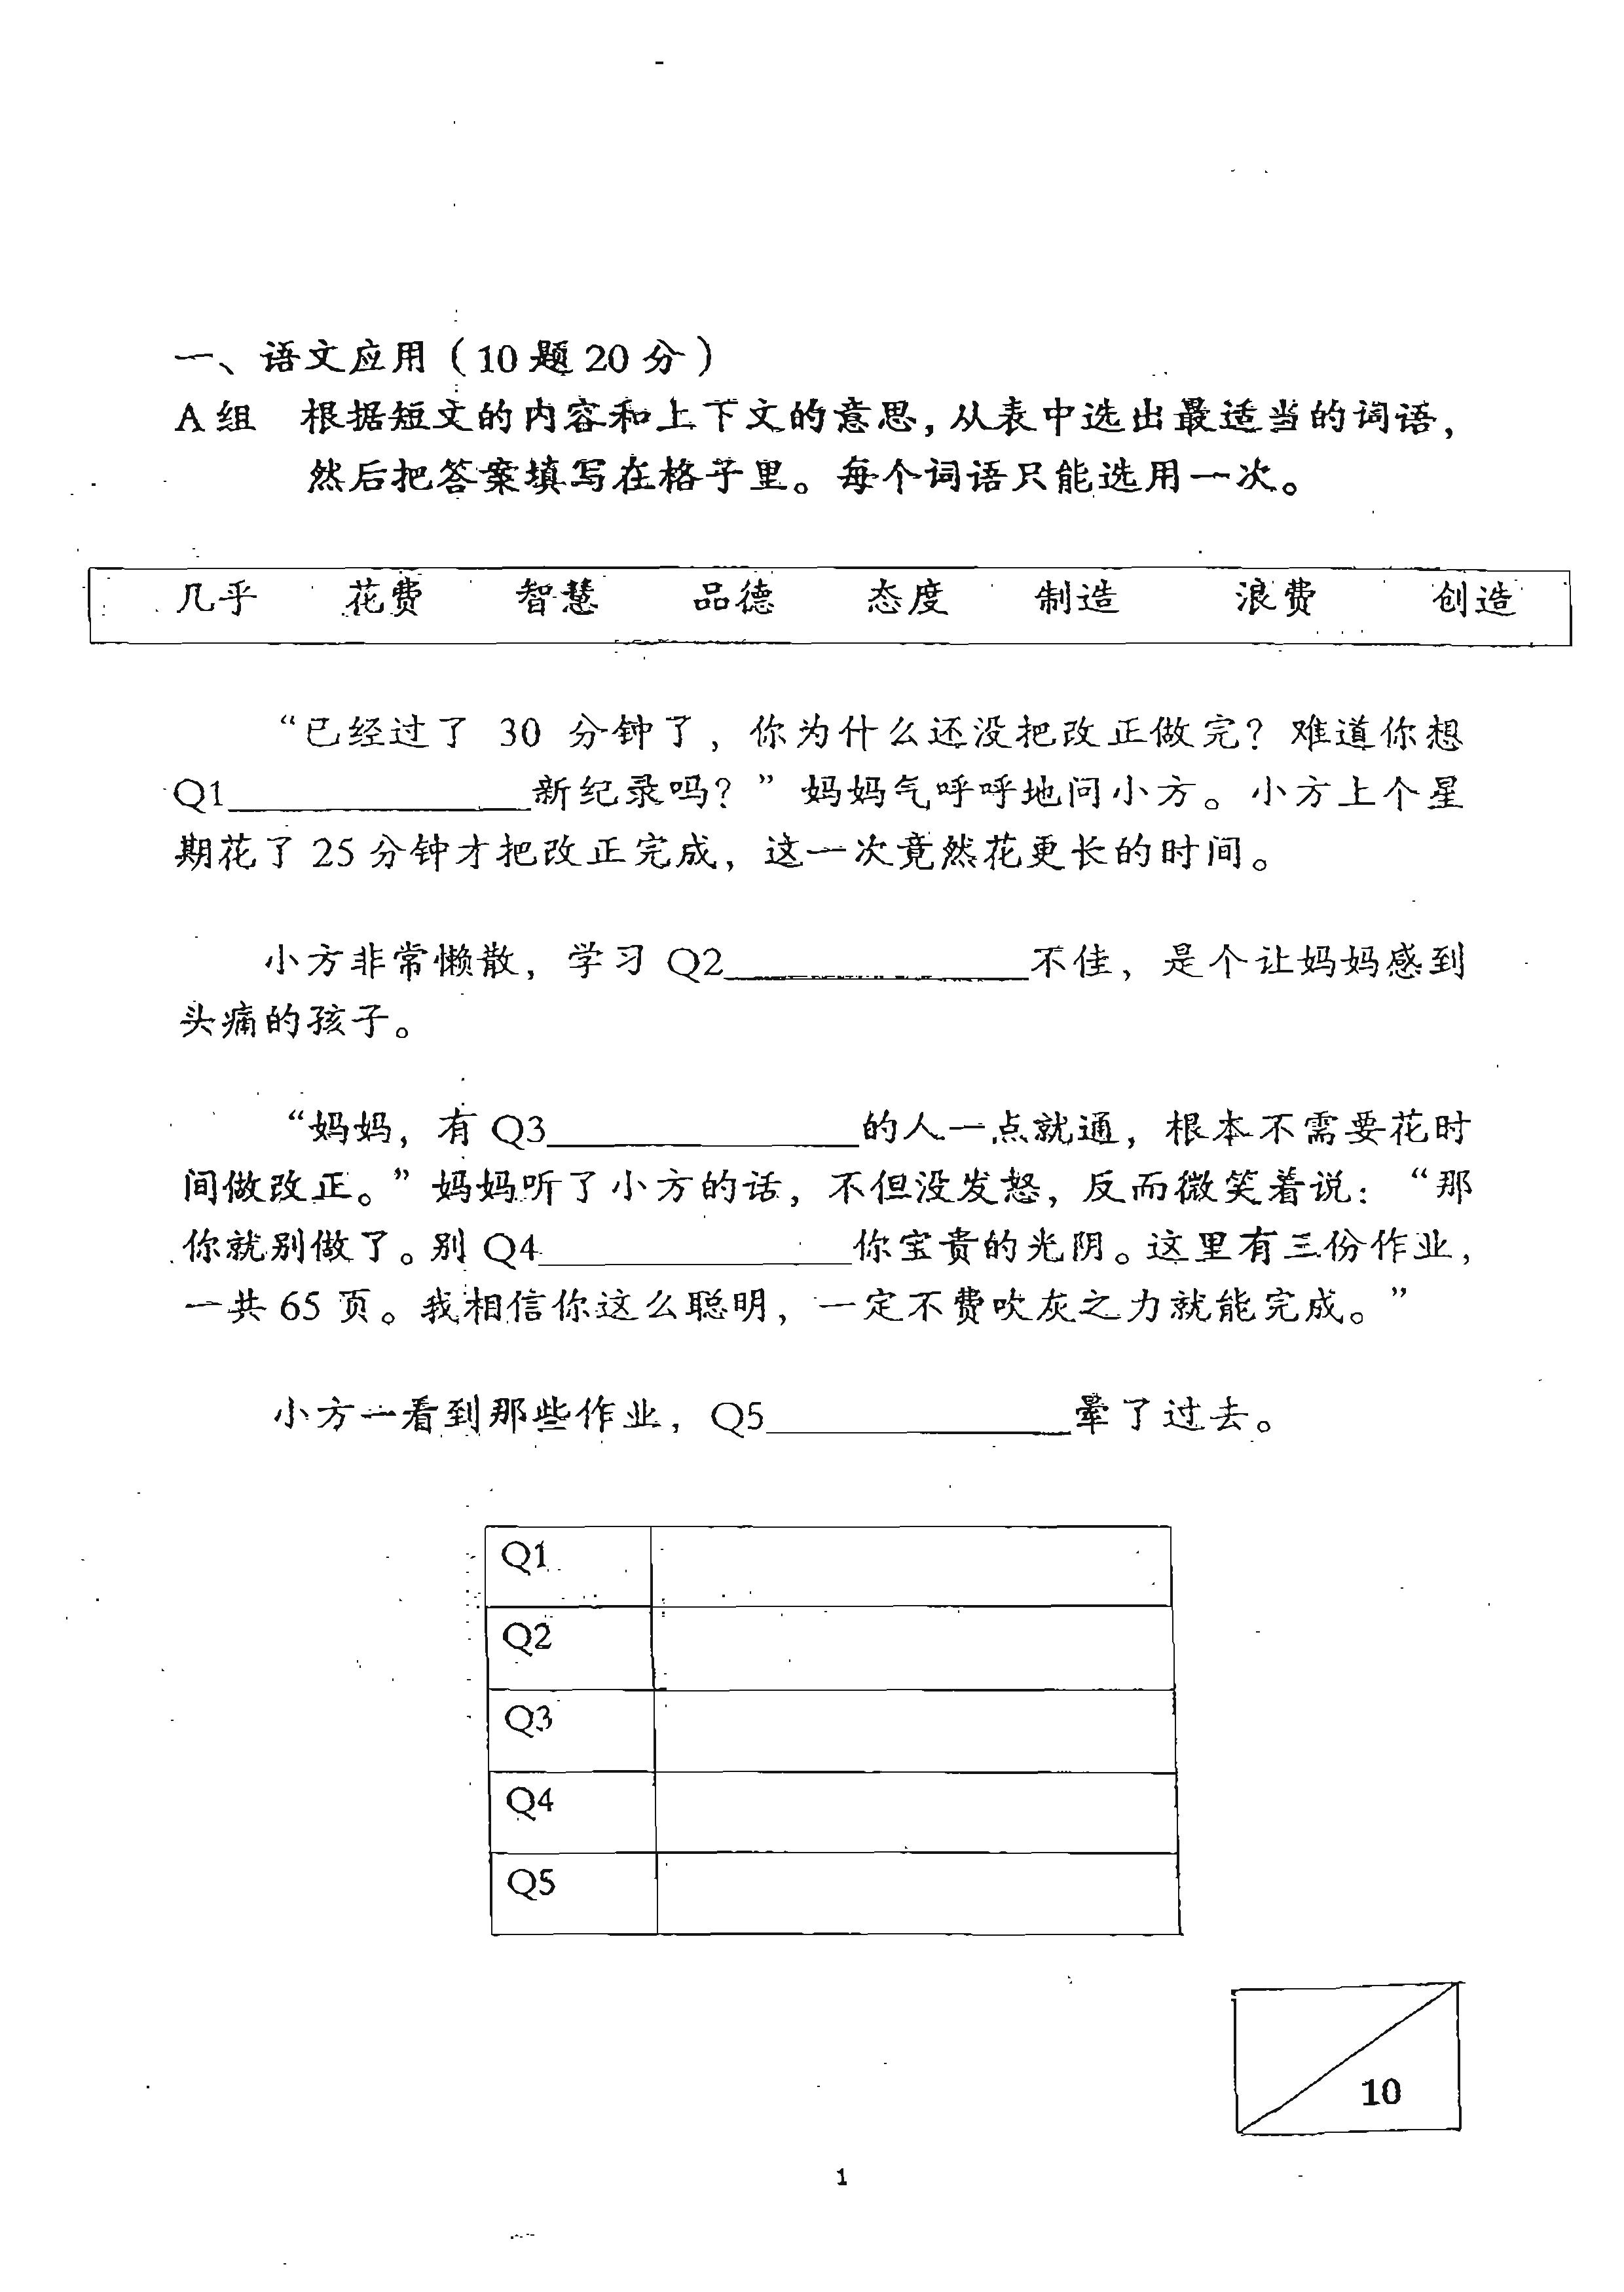 一、语文应用（10题20分）
A组 根据短文的内容和上下文的意思，从表中选出最适当的词语，
然后把答案填写在格子里。每个词语只能选用一次。
几乎 花费 智慧 品德 态度 制造 浪费 创造
“已经过了 30 分钟了，你为什么还没把改正做完？难道你想
Q1______________新纪录吗？”妈妈气呼呼地问小方。小方上个星
期花了 25 分钟才把改正完成，这一次竟然花更长的时间。
小方非常懒散，学习 Q2______________不佳，是个让妈妈感到
头痛的孩子。
“妈妈，有 Q3______________的人一点就通，根本不需要花时
间做改正。”妈妈听了小方的话，不但没发怒，反而微笑着说：“那
你就别做了。别 Q4______________你宝贵的光阴。这里有三份作业，
一共 65 页。我相信你这么聪明，一定不费吹灰之力就能完成。”
小方一看到那些作业，Q5______________晕了过去。
Q1
Q2
Q3
Q4
Q5
10
1